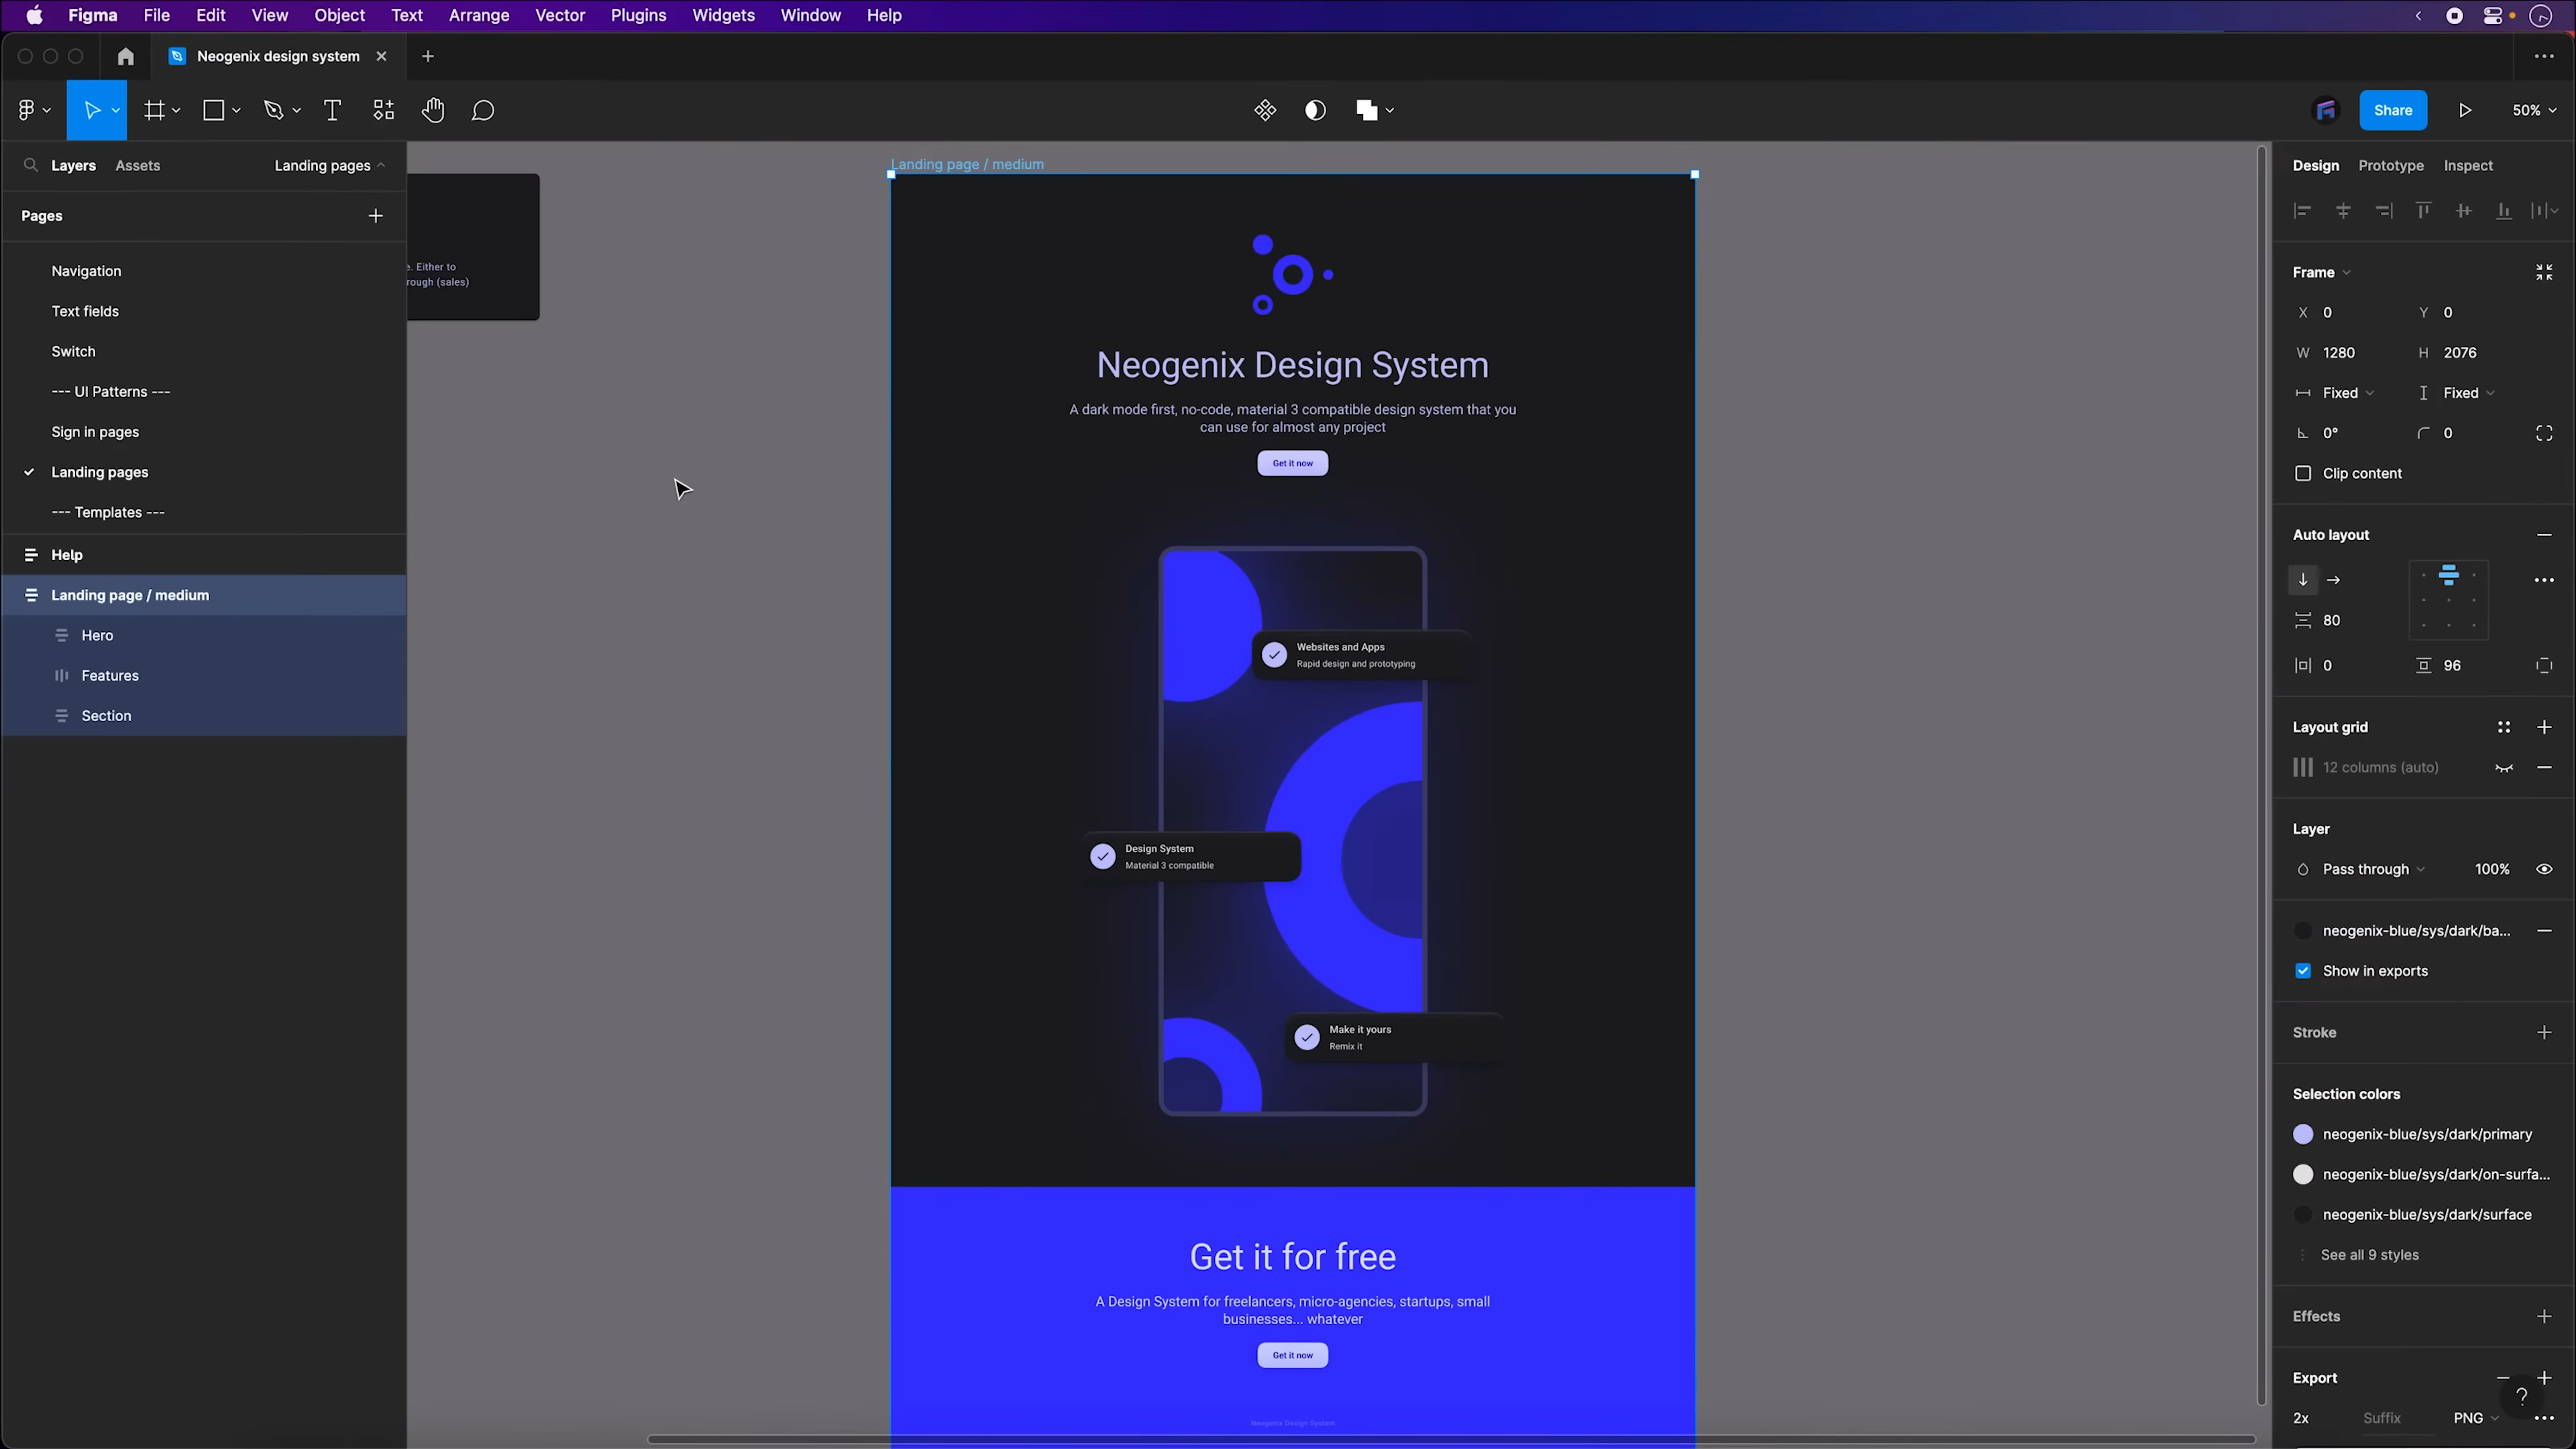 Figma File Edit View Object Text Arrange Vector Plugins Widgets Window Help
Neogenix design system
Share
50%
Layers Assets Landing pages
Pages
Navigation
Text fields
Switch
--- UI Patterns ---
Sign in pages
Landing pages
--- Templates ---
Help
Landing page / medium
Hero
Features
Section
e. Either to
rough (sales)
Landing page / medium
Neogenix Design System
A dark mode first, no-code, material 3 compatible design system that you
can use for almost any project
Get it now
Websites and Apps
Rapid design and prototyping
Design System
Material 3 compatible
Make it yours
Remix it
Get it for free
A Design System for freelancers, micro-agencies, startups, small
businesses... whatever
Get it now
Neogenix Design System
Design Prototype Inspect
Frame
X 0 Y 0
W 1280 H 2076
Fixed Fixed
0° 0
Clip content
Auto layout
80
0 96
Layout grid
12 columns (auto)
Layer
Pass through 100%
neogenix-blue/sys/dark/ba...
Show in exports
Stroke
Selection colors
neogenix-blue/sys/dark/primary
neogenix-blue/sys/dark/on-surfa...
neogenix-blue/sys/dark/surface
See all 9 styles
Effects
Export
?
2x Suffix PNG